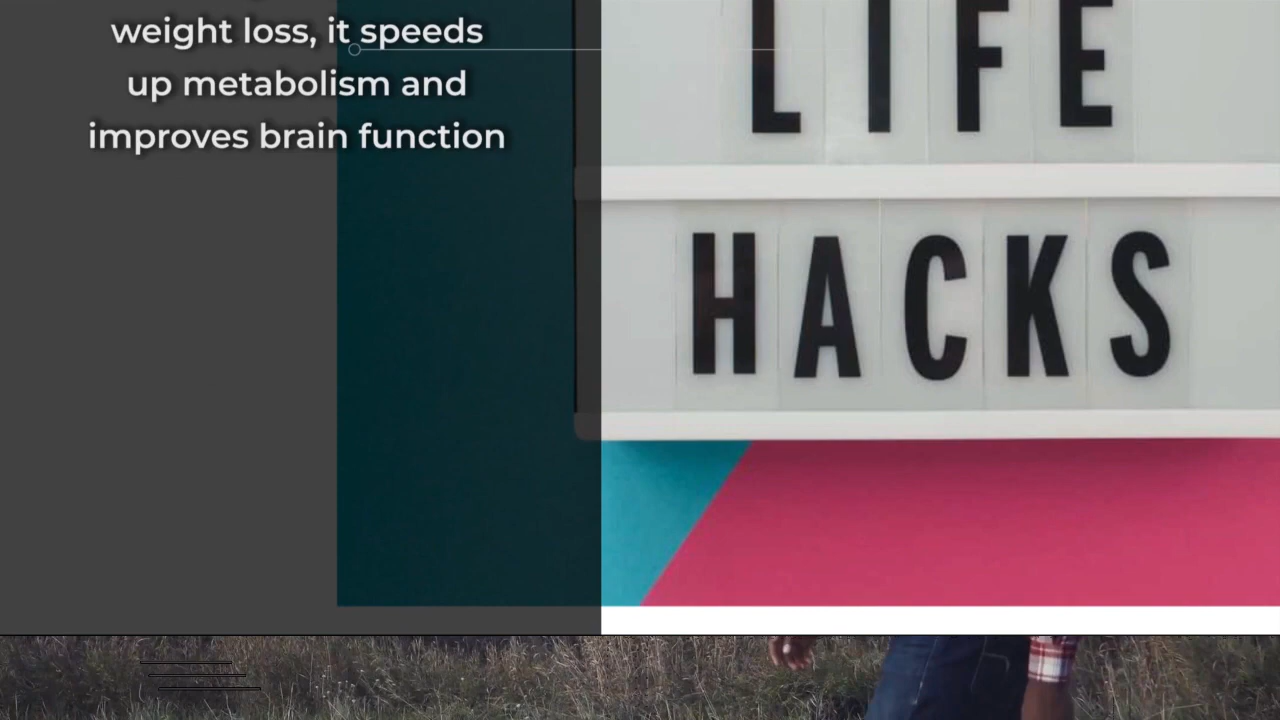 weight loss, it speeds
up metabolism and
improves brain function
LIFE
HACKS